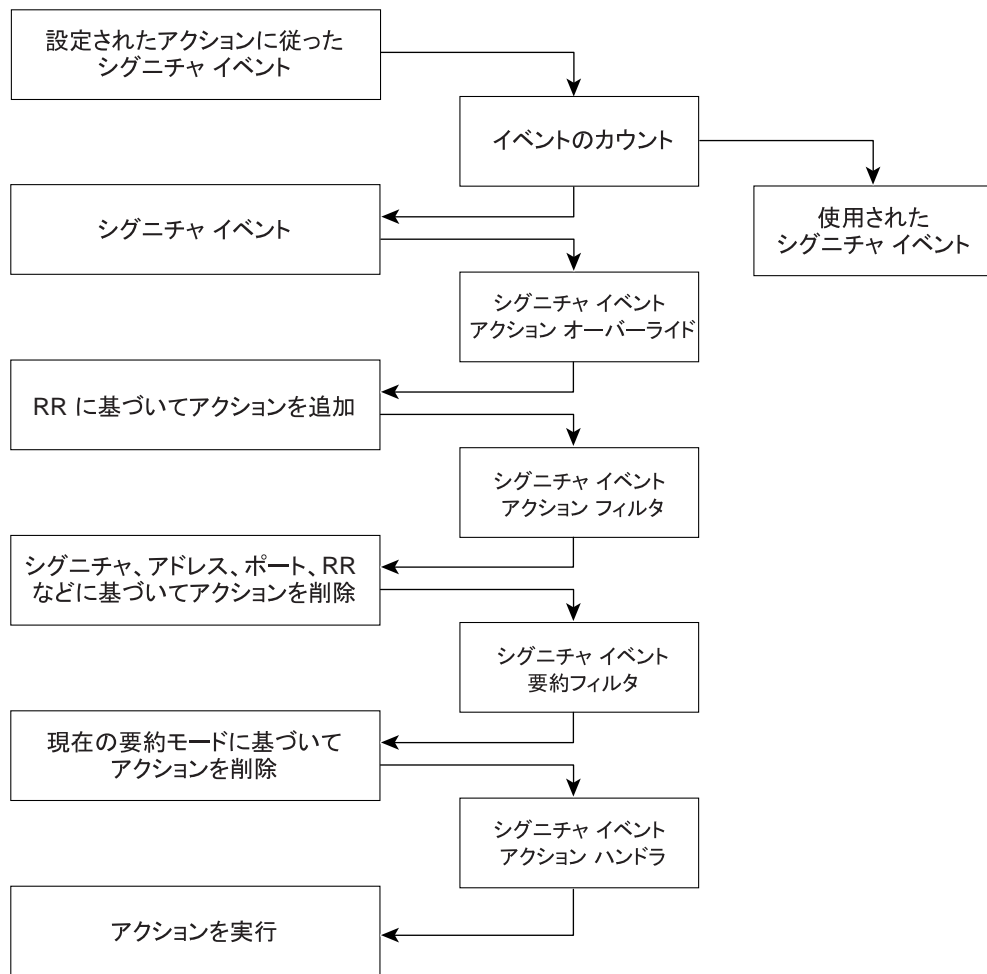 設定されたアクションに従った
シグニチャ イベント
イベントのカウント
使用された
シグニチャ イベント
シグニチャ イベント
シグニチャ イベント
アクション オーバーライド
RR に基づいてアクションを追加
シグニチャ イベント
アクション フィルタ
シグニチャ、アドレス、ポート、RR
などに基づいてアクションを削除
シグニチャ イベント
要約フィルタ
現在の要約モードに基づいて
アクションを削除
シグニチャ イベント
アクション ハンドラ
アクションを実行